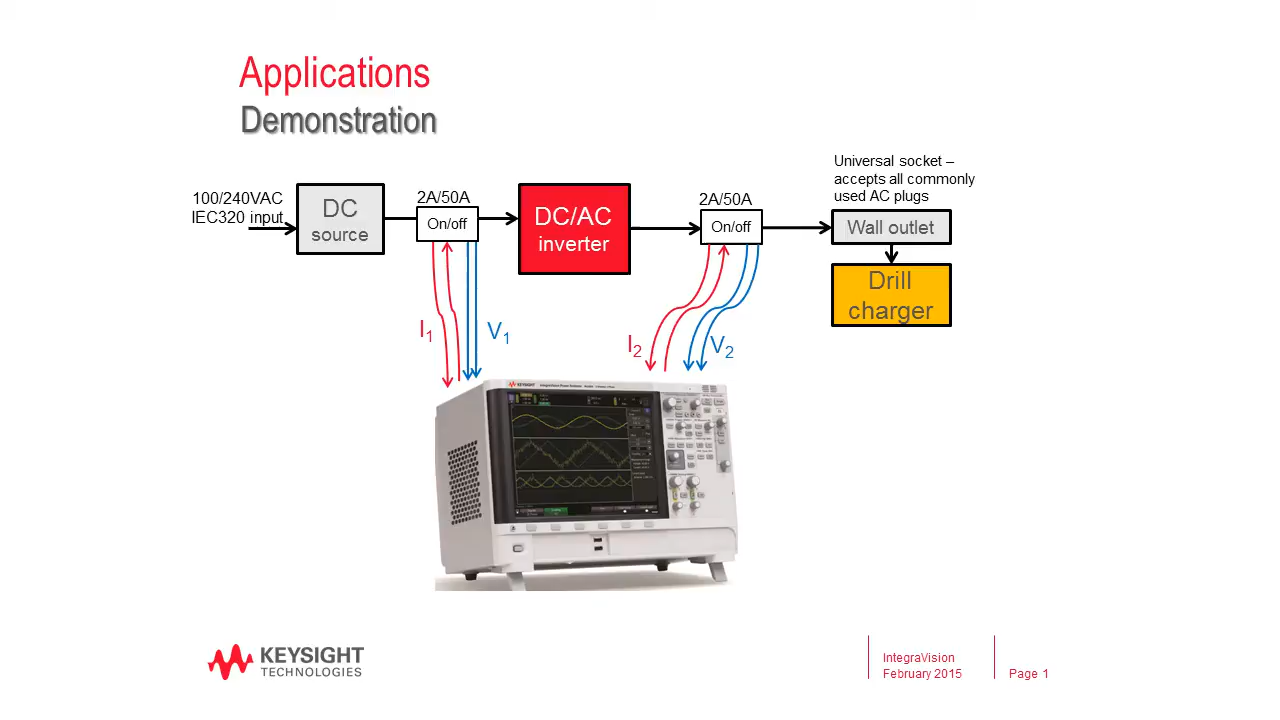 Applications
Demonstration
Universal socket –
accepts all commonly
used AC plugs
100/240VAC
IEC320 input
DC
source
2A/50A
On/off
DC/AC
inverter
2A/50A
On/off
Wall outlet
Drill
charger
I1
V1
I2
V2
KEYSIGHT
KEYSIGHT
TECHNOLOGIES
IntegraVision
February 2015
Page 1